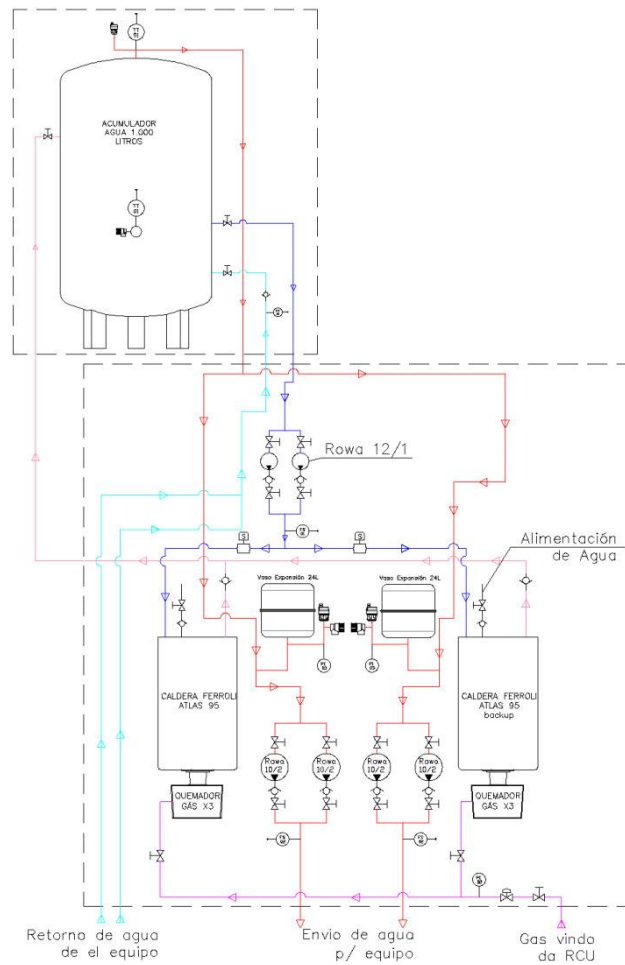 TT
01
ACUMULADOR
AGUA 1.000
LITROS
TT
Rowa 12/1
S
S
Alimentación
de Agua
Vaso Expansión 24L
Vaso Expansión 24L
CALDERA FERROLI
ATLAS 95
CALDERA FERROLI
ATLAS 95
backup
Rowa
10/2
Rowa
10/2
Rowa
10/2
Rowa
10/2
QUEMADOR
GÁS X3
QUEMADOR
GÁS X3
Retorno de agua
de el equipo
Envio de agua
p/ equipo
Gas vindo
da RCU